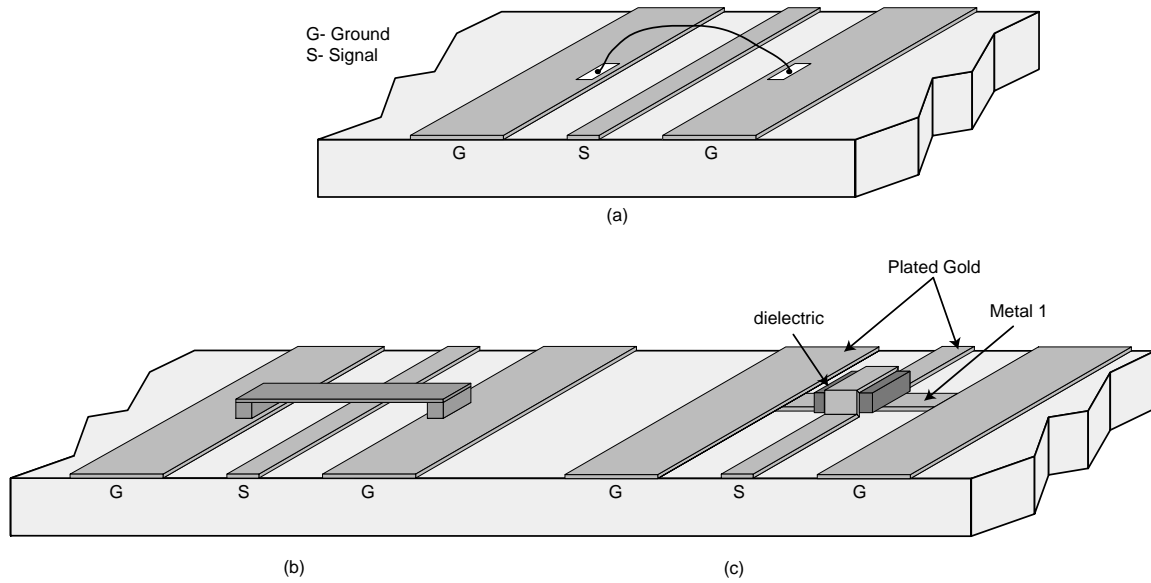 G- Ground
S- Signal
G S G
(a)
Plated Gold
Metal 1
dielectric
G S G G S G
(b) (c)